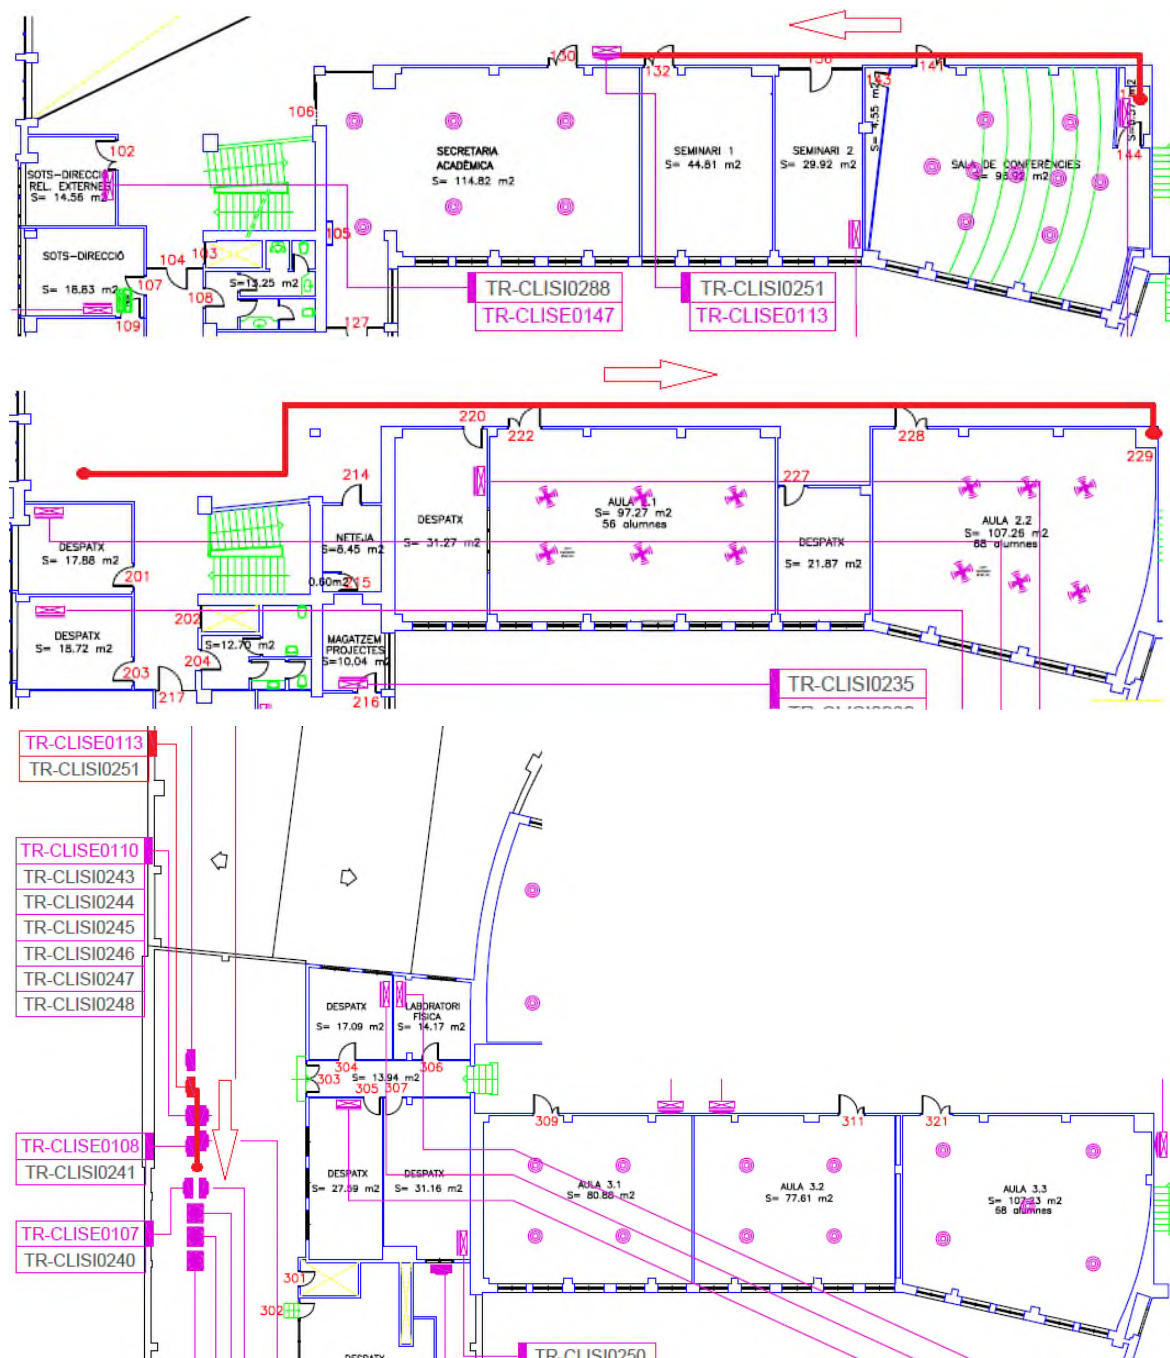 130
132
138
141
143
106
102
SOTS-DIRECCIÓ
REL. EXTERNES
S= 14.56 m2
SECRETARIA
ACADÈMICA
S= 114.82 m2
SEMINARI 1
S= 44.81 m2
SEMINARI 2
S= 29.92 m2
S= 4.55 m2
SALA DE CONFERÈNCIES
144
105
103
104
107
108
109
127
SOTS-DIRECCIÓ
S= 18.83 m2
S=13.25 m2
TR-CLISI0288
TR-CLISE0147
TR-CLISI0251
TR-CLISE0113
220
222
228
229
214
227
DESPATX
S= 17.88 m2
201
NETEJA
S=8.45 m2
0.60m2
215
DESPATX
S= 31.27 m2
AULA 2.1
S= 97.27 m2
56 alumnes
DESPATX
S= 21.87 m2
AULA 2.2
S= 107.26 m2
68 alumnes
202
DESPATX
S= 18.72 m2
203
204
S=12.70 m2
MAGATZEM
PROJECTES
S=10.04 m2
217
216
TR-CLISI0235
TR-CLISE0113
TR-CLISI0251
TR-CLISE0110
TR-CLISI0243
TR-CLISI0244
TR-CLISI0245
TR-CLISI0246
TR-CLISI0247
TR-CLISI0248
DESPATX
S= 17.09 m2
LABORATORI
FÍSICA
S= 14.17 m2
304
306
303
S= 13.94 m2
305
307
309
311
321
TR-CLISE0108
TR-CLISI0241
DESPATX
S= 27.59 m2
DESPATX
S= 31.16 m2
AULA 3.1
S= 80.88 m2
AULA 3.2
S= 77.61 m2
AULA 3.3
S= 107.23 m2
68 alumnes
TR-CLISE0107
TR-CLISI0240
301
302
DESPATX
TR-CLISI0250